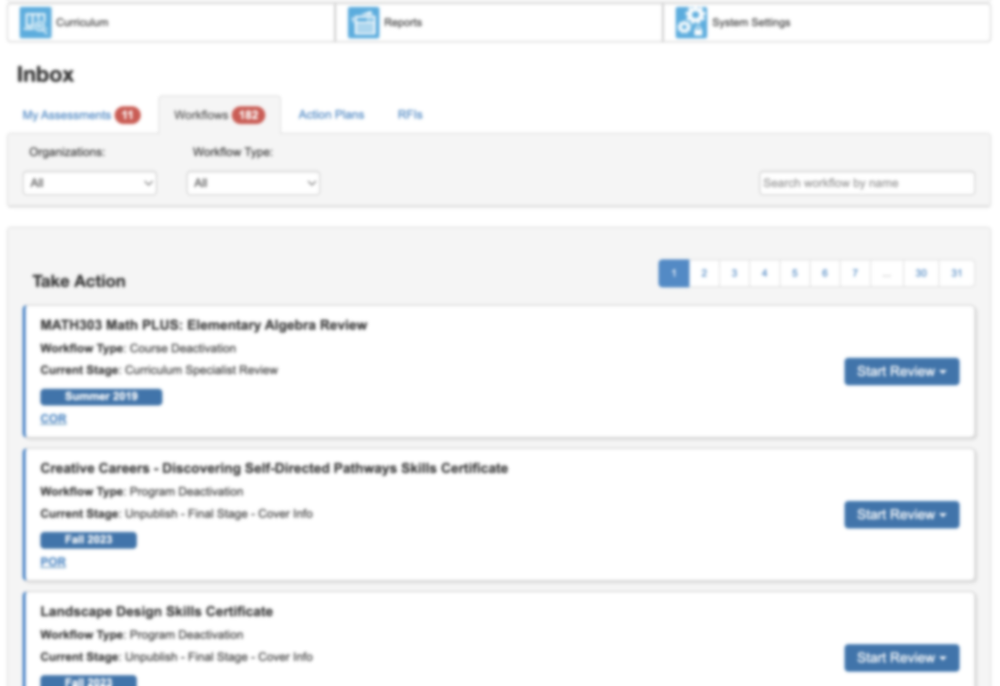 Curriculum
Reports
System Settings
Inbox
My Assessments 11
Workflows 182
Action Plans
RFIs
Organizations:
Workflow Type:
All
All
Search workflow by name
Take Action
1 2 3 4 5 6 7 ... 30 31
MATH303 Math PLUS: Elementary Algebra Review
Workflow Type: Course Deactivation
Current Stage: Curriculum Specialist Review
Start Review
Summer 2019
COR
Creative Careers - Discovering Self-Directed Pathways Skills Certificate
Workflow Type: Program Deactivation
Current Stage: Unpublish - Final Stage - Cover Info
Start Review
Fall 2023
POR
Landscape Design Skills Certificate
Workflow Type: Program Deactivation
Current Stage: Unpublish - Final Stage - Cover Info
Start Review
Fall 2023